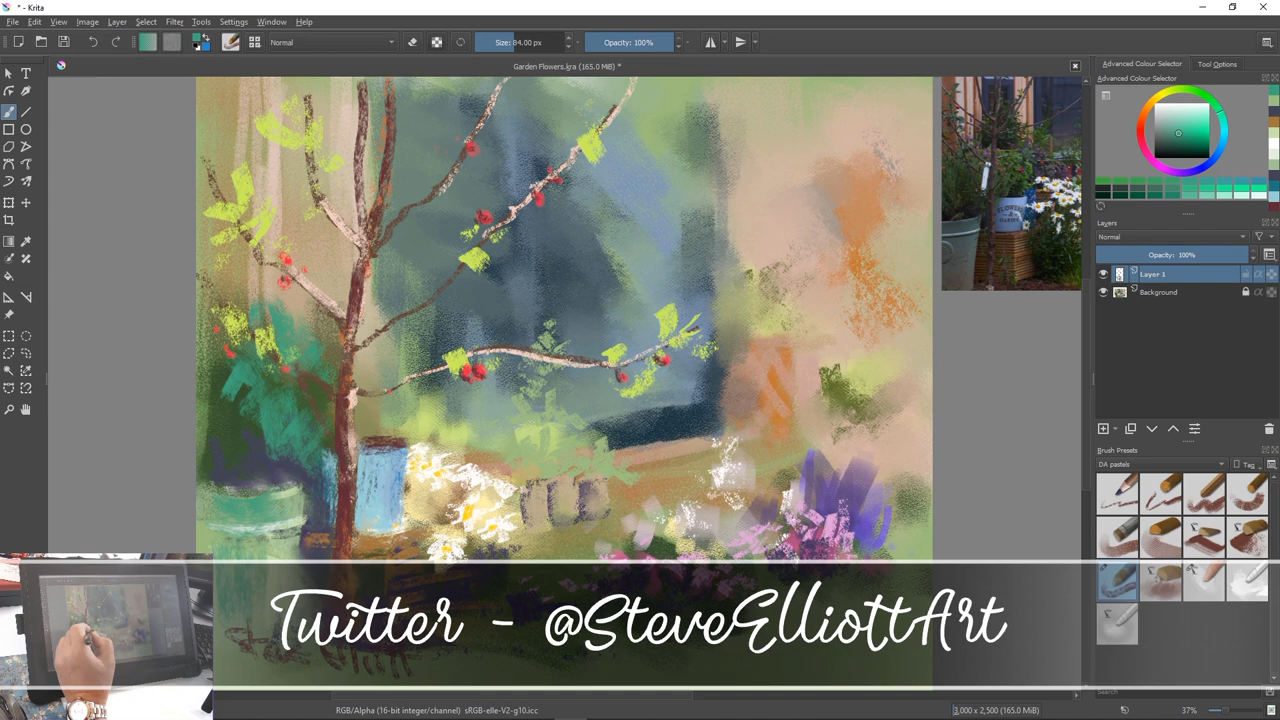 * - Krita
File Edit View Image Layer Select Filter Tools Settings Window Help
Normal
Size: 84.00 px
Opacity: 100%
Garden Flowers.kra (165.0 MiB) *
Advanced Colour Selector Tool Options
Advanced Colour Selector
FLOWERS
GARDEN
Layers
Normal
Opacity: 100%
Layer 1
Background
Brush Presets
DA pastels
Tag
Twitter - @SteveElliottArt
Search
RGB/Alpha (16-bit integer/channel) sRGB-elle-V2-g10.icc
3,000 x 2,500 (165.0 MiB)
37%